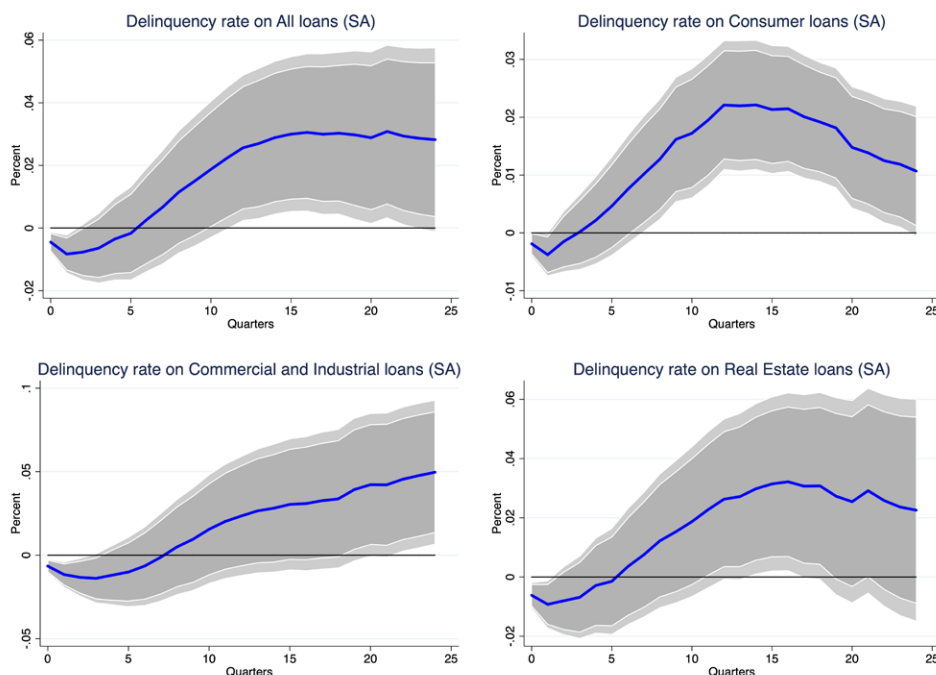 Delinquency rate on All loans (SA)
Percent
.06
.04
.02
0
-.02
0 5 10 15 20 25
Quarters
Delinquency rate on Consumer loans (SA)
Percent
.03
.02
.01
0
-.01
0 5 10 15 20 25
Quarters
Delinquency rate on Commercial and Industrial loans (SA)
Percent
.1
.05
0
-.05
0 5 10 15 20 25
Quarters
Delinquency rate on Real Estate loans (SA)
Percent
.06
.04
.02
0
-.02
0 5 10 15 20 25
Quarters